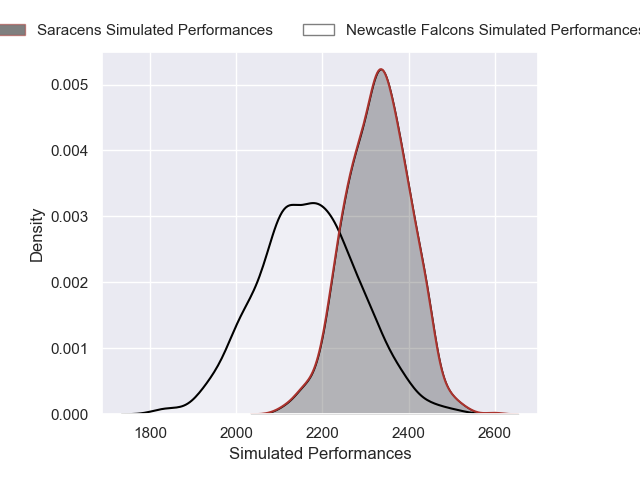 Saracens Simulated Performances
Newcastle Falcons Simulated Performances
0.005
0.004
0.003
0.002
0.001
0.000
Density
1800 2000 2200 2400 2600
Simulated Performances